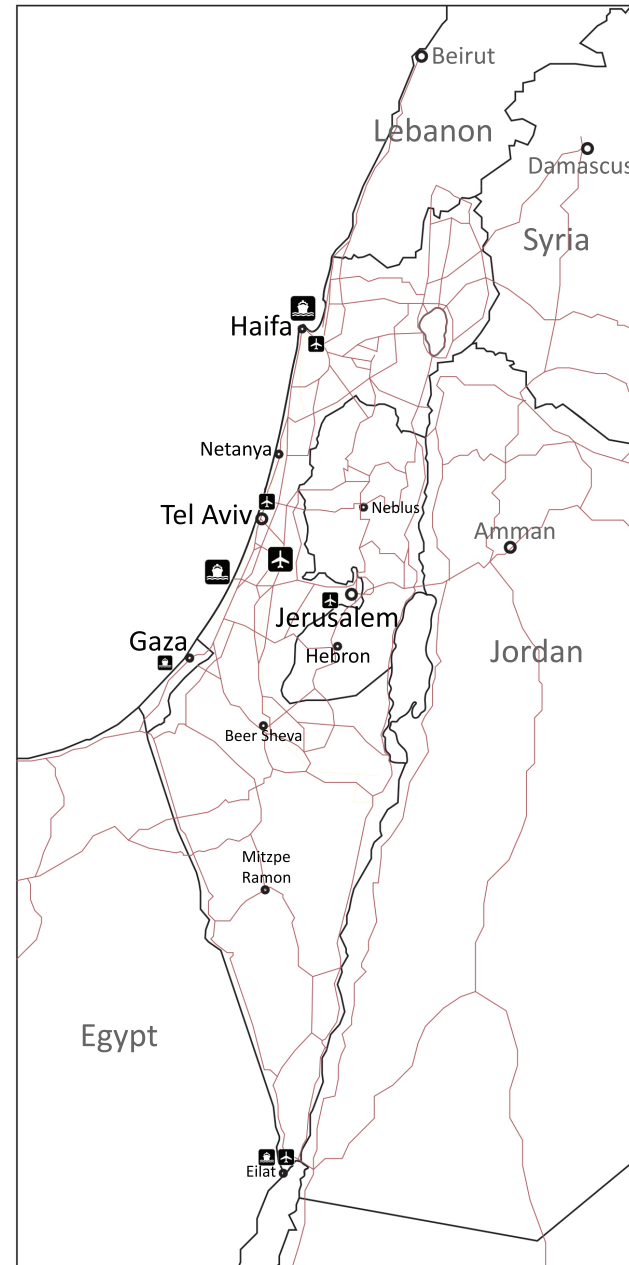 Beirut
Lebanon
Damascus
Syria
Haifa
Netanya
Tel Aviv
Neblus
Amman
Jerusalem
Gaza
Hebron
Jordan
Beer Sheva
Mitzpe
Ramon
Egypt
Eilat